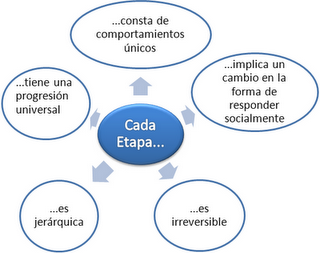 ...consta de
comportamientos
únicos
...tiene una
progresión
universal
...implica un
cambio en la
forma de
responder
socialmente
Cada
Etapa...
...es
jerárquica
...es
irreversible